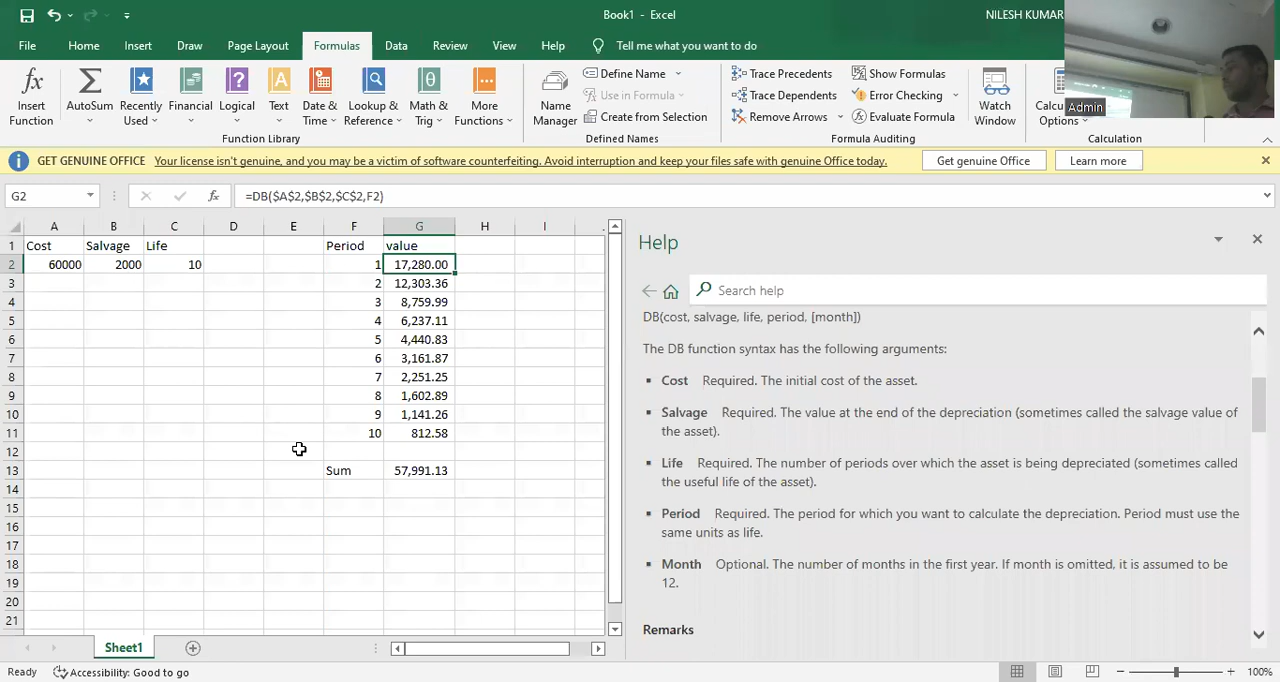 Book1 - Excel
NILESH KUMAR
File Home Insert Draw Page Layout Formulas Data Review View Help Tell me what you want to do
Insert Function
AutoSum
Recently Used
Financial
Logical
Text
Date & Time
Lookup & Reference
Math & Trig
More Functions
Function Library
Name Manager
Define Name
Use in Formula
Create from Selection
Defined Names
Trace Precedents
Trace Dependents
Remove Arrows
Show Formulas
Error Checking
Evaluate Formula
Formula Auditing
Watch Window
Options
Calculation
Admin
GET GENUINE OFFICE Your license isn't genuine, and you may be a victim of software counterfeiting. Avoid interruption and keep your files safe with genuine Office today. Get genuine Office Learn more
G2 fx =DB($A$2,$B$2,$C$2,F2)
A B C D E F G H I
1 Cost Salvage Life Period value
2 60000 2000 10 1 17,280.00
3 2 12,303.36
4 3 8,759.99
5 4 6,237.11
6 5 4,440.83
7 6 3,161.87
8 7 2,251.25
9 8 1,602.89
10 9 1,141.26
11 10 812.58
12
13 Sum 57,991.13
14
15
16
17
18
19
20
21
Sheet1
Ready Accessibility: Good to go
100%
Help
Search help
DB(cost, salvage, life, period, [month])
The DB function syntax has the following arguments:
Cost Required. The initial cost of the asset.
Salvage Required. The value at the end of the depreciation (sometimes called the salvage value of
the asset).
Life Required. The number of periods over which the asset is being depreciated (sometimes called
the useful life of the asset).
Period Required. The period for which you want to calculate the depreciation. Period must use the
same units as life.
Month Optional. The number of months in the first year. If month is omitted, it is assumed to be
12.
Remarks